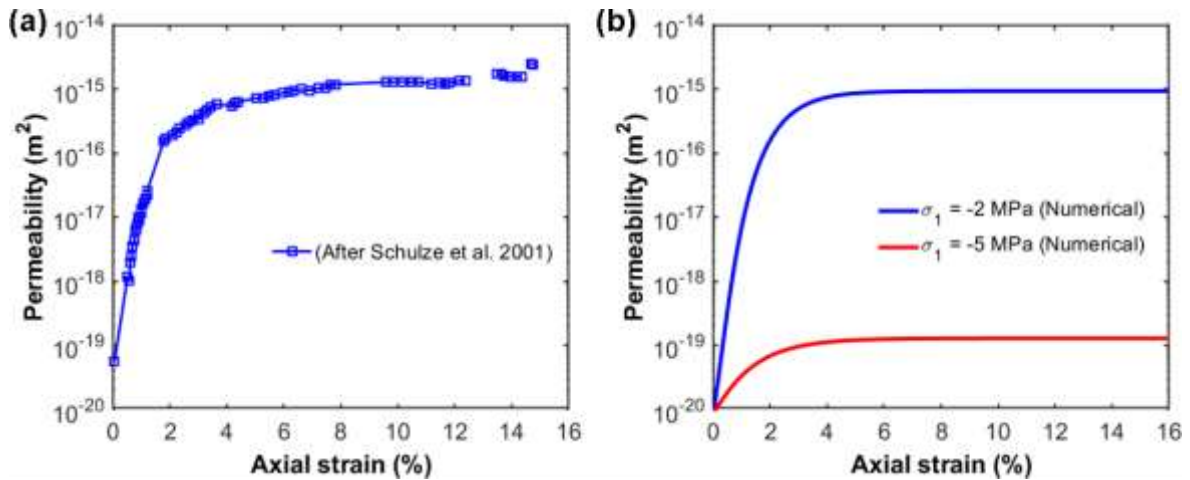 (a)
10⁻¹⁴
10⁻¹⁵
10⁻¹⁶
10⁻¹⁷
10⁻¹⁸
10⁻¹⁹
10⁻²⁰
Permeability (m²)
(After Schulze et al. 2001)
0 2 4 6 8 10 12 14 16
Axial strain (%)
(b)
10⁻¹⁴
10⁻¹⁵
10⁻¹⁶
10⁻¹⁷
10⁻¹⁸
10⁻¹⁹
10⁻²⁰
Permeability (m²)
σ₁ = -2 MPa (Numerical)
σ₁ = -5 MPa (Numerical)
0 2 4 6 8 10 12 14 16
Axial strain (%)